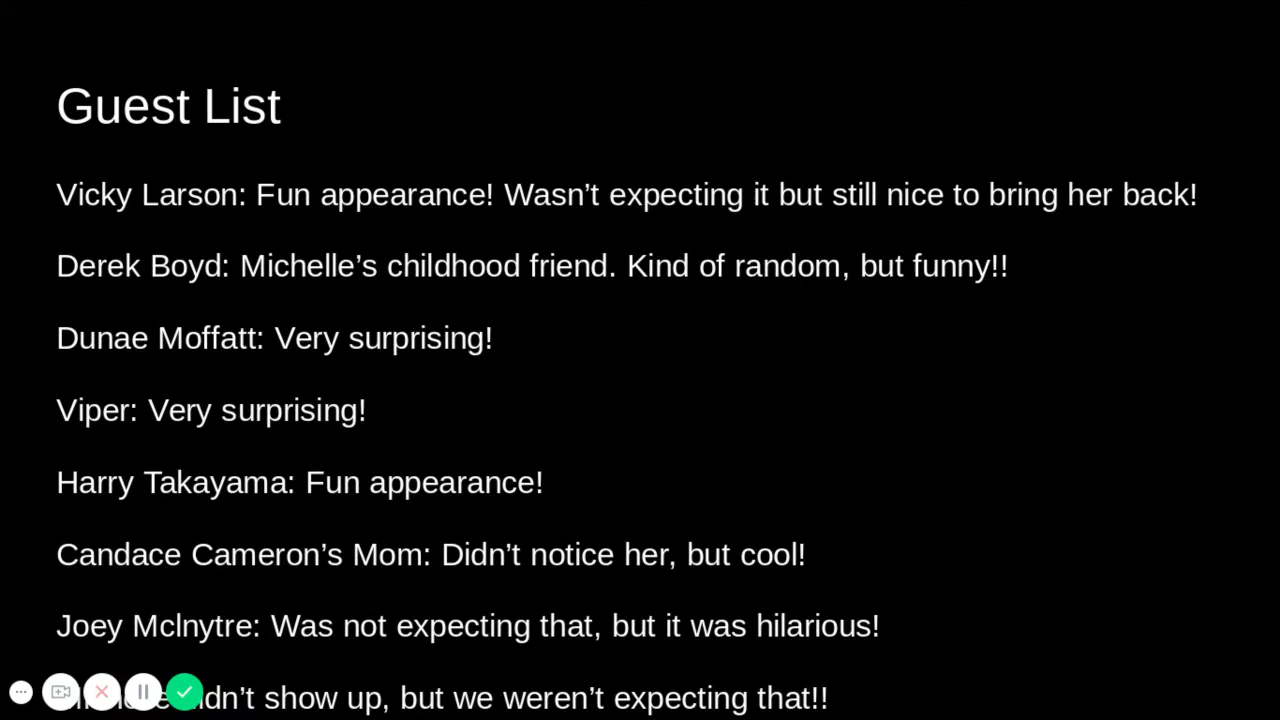 Guest List
Vicky Larson: Fun appearance! Wasn’t expecting it but still nice to bring her back!
Derek Boyd: Michelle’s childhood friend. Kind of random, but funny!!
Dunae Moffatt: Very surprising!
Viper: Very surprising!
Harry Takayama: Fun appearance!
Candace Cameron’s Mom: Didn’t notice her, but cool!
Joey Mclnytre: Was not expecting that, but it was hilarious!
show up, but we weren’t expecting that!!